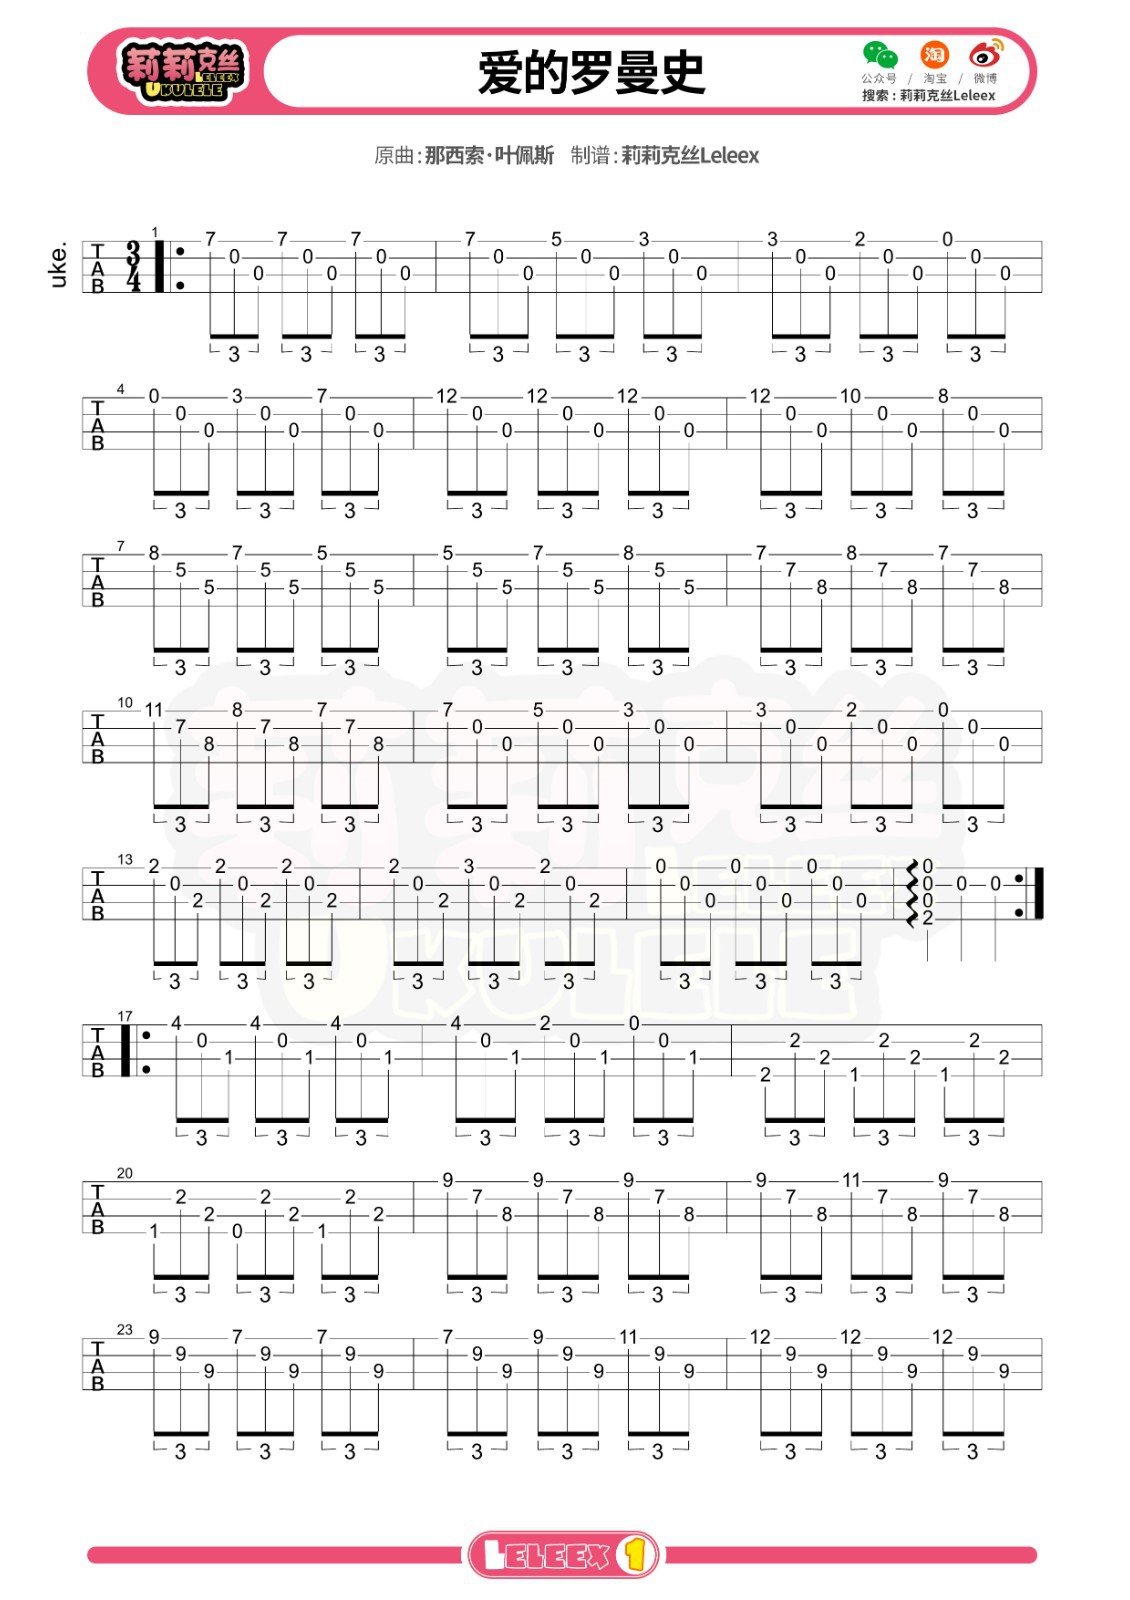 莉莉克丝
LELEEX
UKULELE
爱的罗曼史
公众号 / 淘宝 / 微博
搜索：莉莉克丝Leleex
原曲：那西索·叶佩斯 制谱：莉莉克丝Leleex
uke.
TAB 3/4
1
7 0 0 7 0 0 7 0 0 7 0 0 5 0 0 3 0 0 3 0 0 2 0 0 0 0 0
3 3 3 3 3 3 3 3 3
4
TAB 0 0 0 3 0 0 7 0 0 12 0 0 12 0 0 12 0 0 12 0 0 10 0 0 8 0 0
3 3 3 3 3 3 3 3 3
7
TAB 8 5 5 7 5 5 5 5 5 5 5 5 7 5 5 8 5 5 7 7 8 8 7 8 7 7 8
3 3 3 3 3 3 3 3 3
10
TAB 11 7 8 8 7 8 7 7 8 7 0 0 5 0 0 3 0 0 3 0 0 2 0 0 0 0 0
3 3 3 3 3 3 3 3 3
13
TAB 2 0 2 2 0 2 2 0 2 2 0 2 3 0 2 2 0 2 0 0 0 0 0 0 0 0 0 0 0 0 2 0 0
3 3 3 3 3 3 3 3 3
17
TAB 4 0 1 4 0 1 4 0 1 4 0 1 2 0 1 0 0 1 2 2 2 1 2 2 1 2 2
3 3 3 3 3 3 3 3 3
20
TAB 1 2 2 0 2 2 1 2 2 9 7 8 9 7 8 9 7 8 9 7 8 11 7 8 9 7 8
3 3 3 3 3 3 3 3 3
23
TAB 9 9 9 7 9 9 7 9 9 7 9 9 9 9 9 11 9 9 12 9 9 12 9 9 12 9 9
3 3 3 3 3 3 3 3 3
莉莉克丝
LELEEX
UKULELE
LELEEX 1